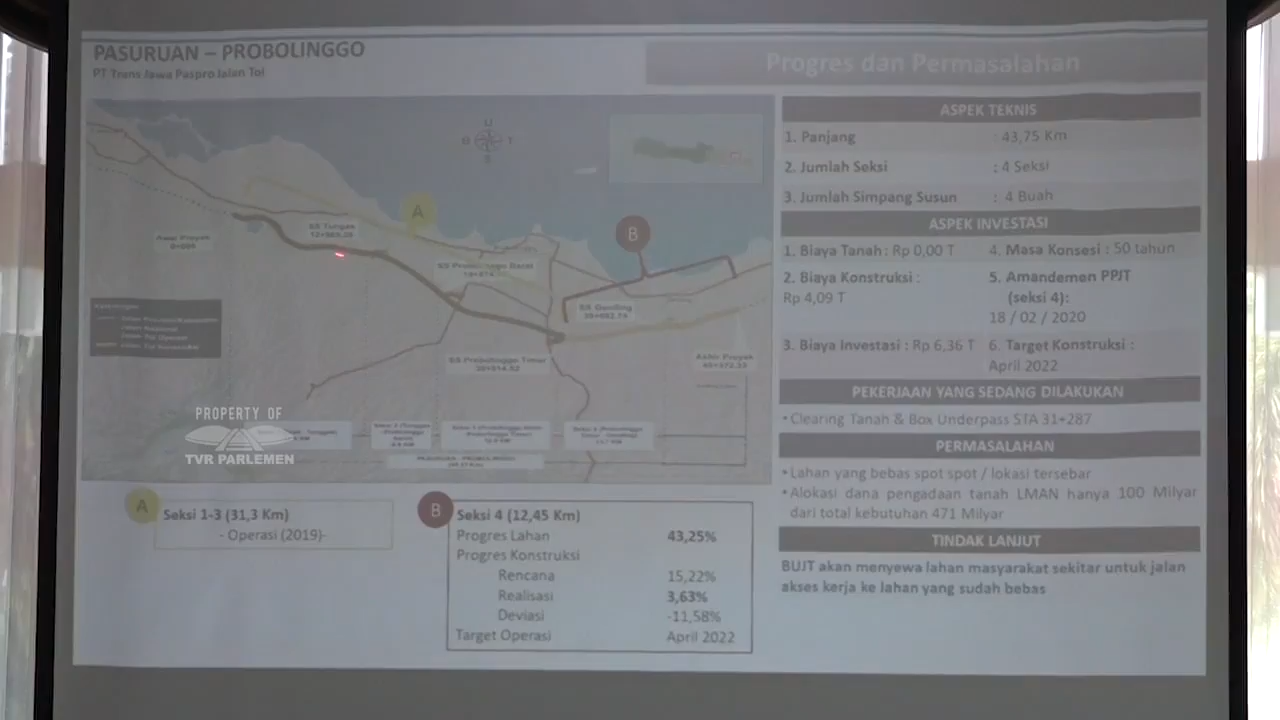 PASURUAN – PROBOLINGGO
PT Trans Jawa Paspro Jalan Tol
Progres dan Permasalahan
A
B
SS Tongas
SS Probolinggo Barat
SS Gending
SS Probolinggo Timur
Awal Proyek
Akhir Proyek
PROPERTY OF
TVR PARLEMEN
A
Seksi 1-3 (31,3 Km)
- Operasi (2019)-
B
Seksi 4 (12,45 Km)
Progres Lahan 43,25%
Progres Konstruksi
Rencana 15,22%
Realisasi 3,63%
Deviasi -11,58%
Target Operasi April 2022
ASPEK TEKNIS
1. Panjang : 43,75 Km
2. Jumlah Seksi : 4 Seksi
3. Jumlah Simpang Susun : 4 Buah
ASPEK INVESTASI
1. Biaya Tanah : Rp 0,00 T
2. Biaya Konstruksi :
Rp 4,09 T
3. Biaya Investasi : Rp 6,36 T
4. Masa Konsesi : 50 tahun
5. Amandemen PPJT
(seksi 4):
18 / 02 / 2020
6. Target Konstruksi :
April 2022
PEKERJAAN YANG SEDANG DILAKUKAN
• Clearing Tanah & Box Underpass STA 31+287
PERMASALAHAN
• Lahan yang bebas spot spot / lokasi tersebar
• Alokasi dana pengadaan tanah LMAN hanya 100 Milyar
dari total kebutuhan 471 Milyar
TINDAK LANJUT
BUJT akan menyewa lahan masyarakat sekitar untuk jalan
akses kerja ke lahan yang sudah bebas